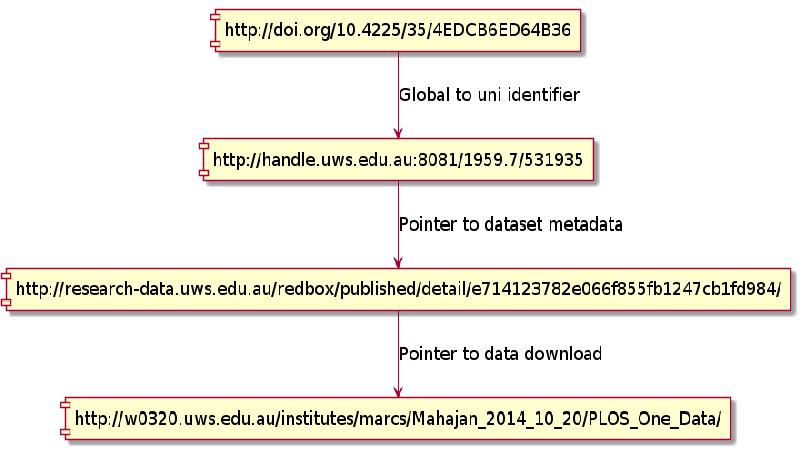 http://doi.org/10.4225/35/4EDCB6ED64B36
Global to uni identifier
http://handle.uws.edu.au:8081/1959.7/531935
Pointer to dataset metadata
http://research-data.uws.edu.au/redbox/published/detail/e714123782e066f855fb1247cb1fd984/
Pointer to data download
http://w0320.uws.edu.au/institutes/marcs/Mahajan_2014_10_20/PLOS_One_Data/